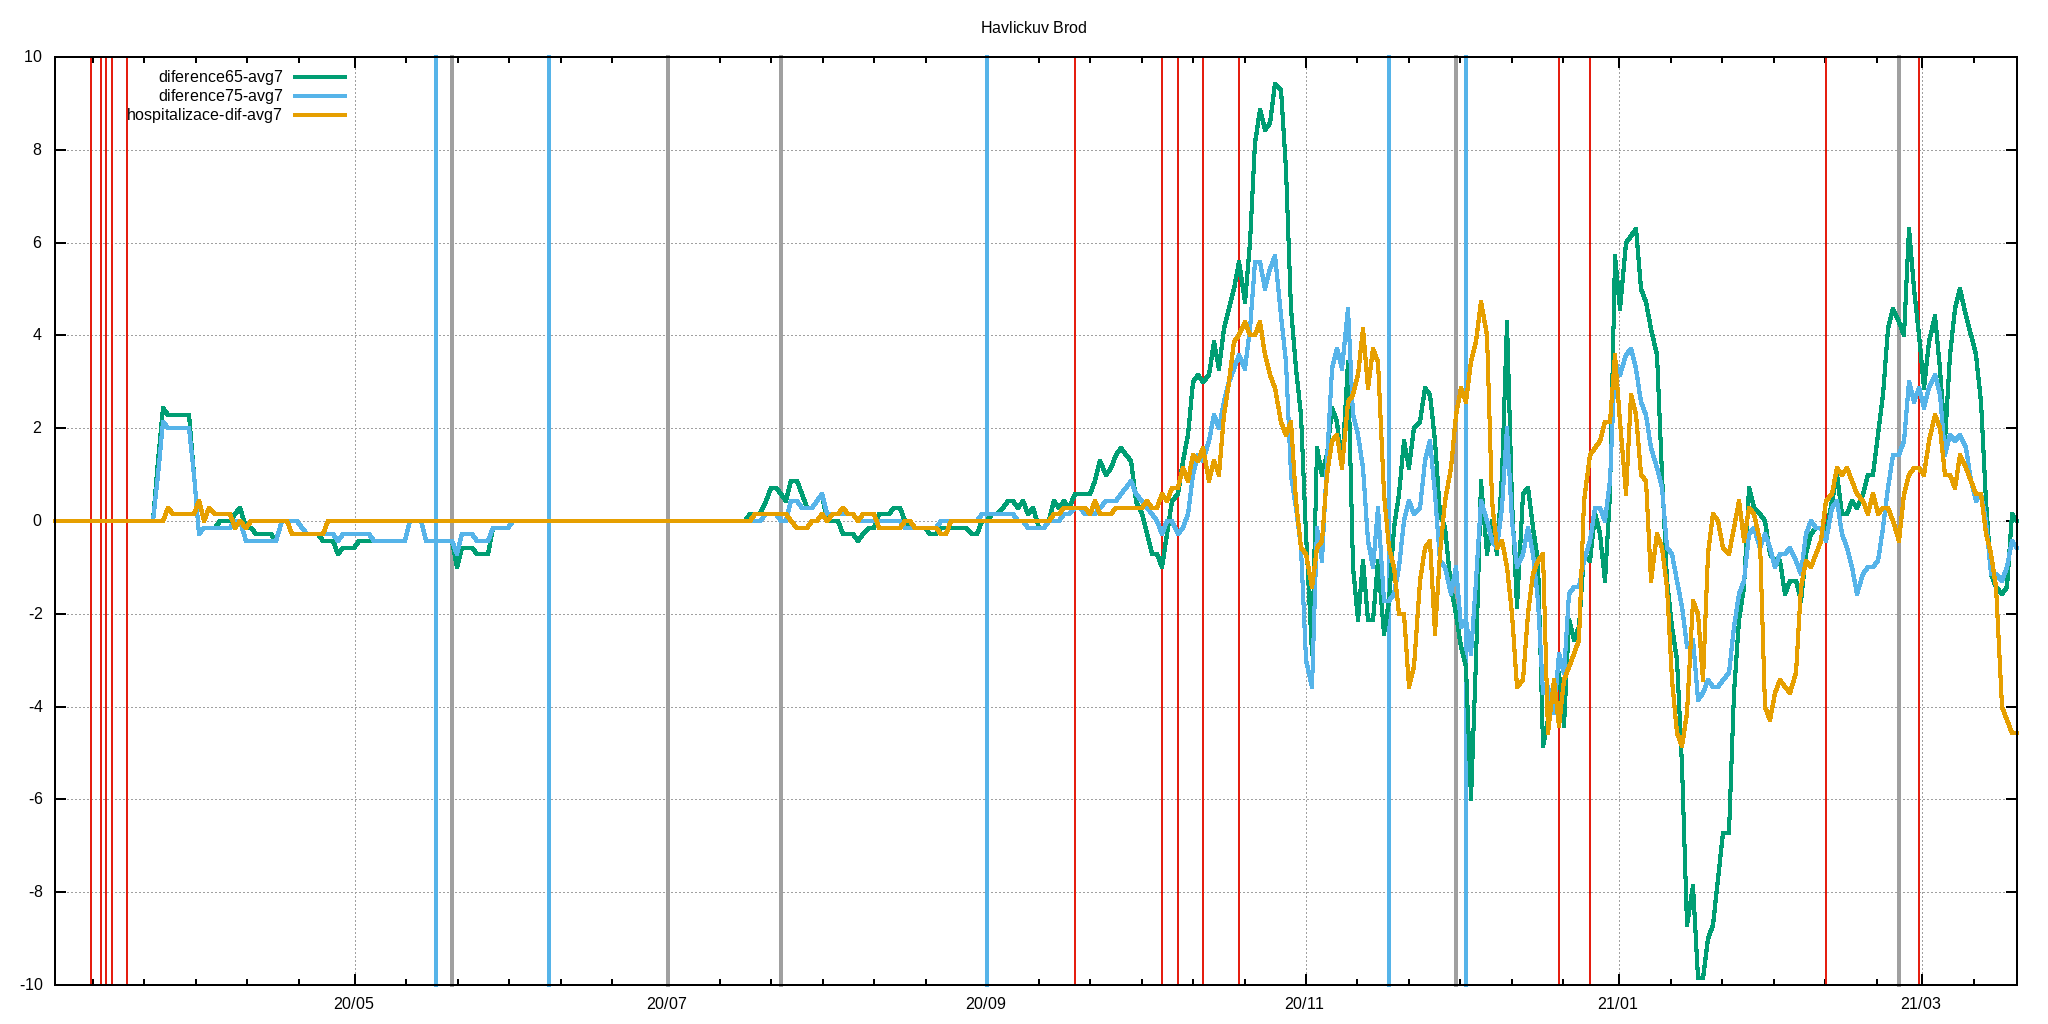 Havlickuv Brod
10
diference65-avg7
diference75-avg7
hospitalizace-dif-avg7
8
6
4
2
0
-2
-4
-6
-8
-10
20/05 20/07 20/09 20/11 21/01 21/03